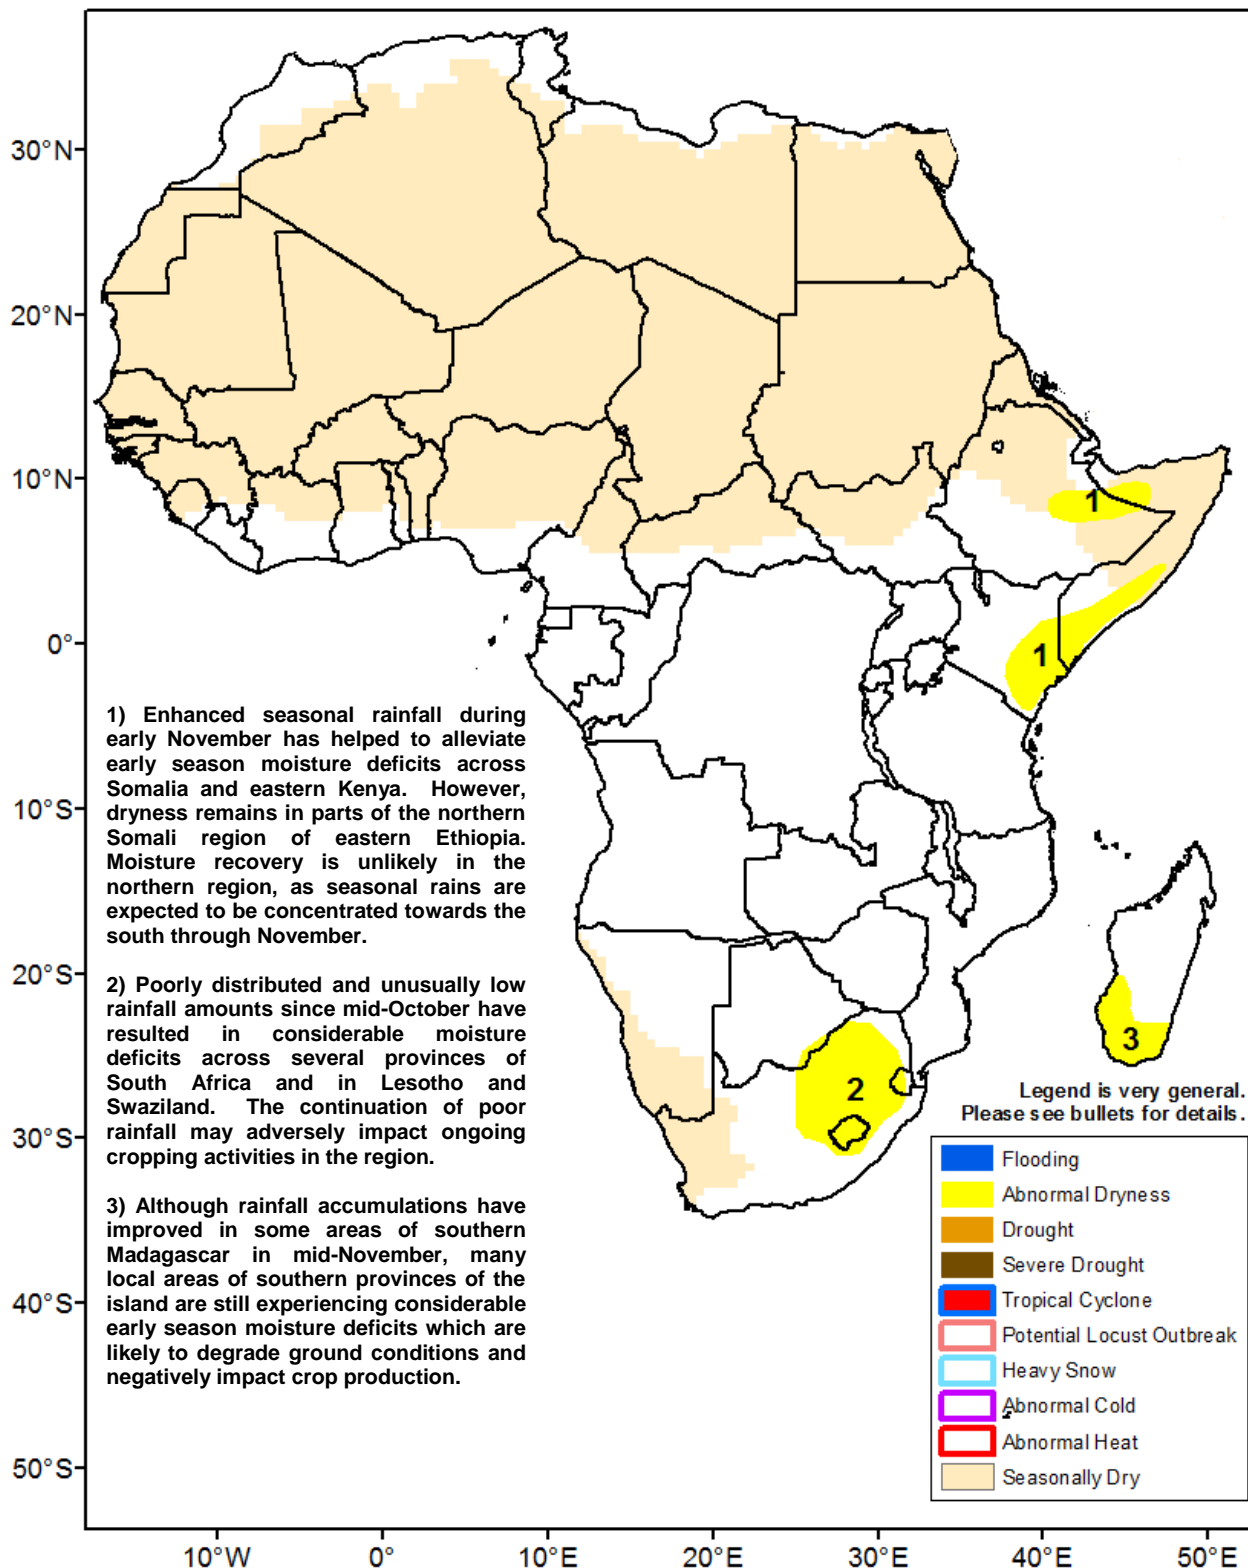 30°N
20°N
10°N
0°
10°S
20°S
30°S
40°S
50°S
1
1
2
3
1) Enhanced seasonal rainfall during
early November has helped to alleviate
early season moisture deficits across
Somalia and eastern Kenya. However,
dryness remains in parts of the northern
Somali region of eastern Ethiopia.
Moisture recovery is unlikely in the
northern region, as seasonal rains are
expected to be concentrated towards the
south through November.
2) Poorly distributed and unusually low
rainfall amounts since mid-October have
resulted in considerable moisture
deficits across several provinces of
South Africa and in Lesotho and
Swaziland. The continuation of poor
rainfall may adversely impact ongoing
cropping activities in the region.
3) Although rainfall accumulations have
improved in some areas of southern
Madagascar in mid-November, many
local areas of southern provinces of the
island are still experiencing considerable
early season moisture deficits which are
likely to degrade ground conditions and
negatively impact crop production.
Legend is very general.
Please see bullets for details.
Flooding
Abnormal Dryness
Drought
Severe Drought
Tropical Cyclone
Potential Locust Outbreak
Heavy Snow
Abnormal Cold
Abnormal Heat
Seasonally Dry
10°W 0° 10°E 20°E 30°E 40°E 50°E